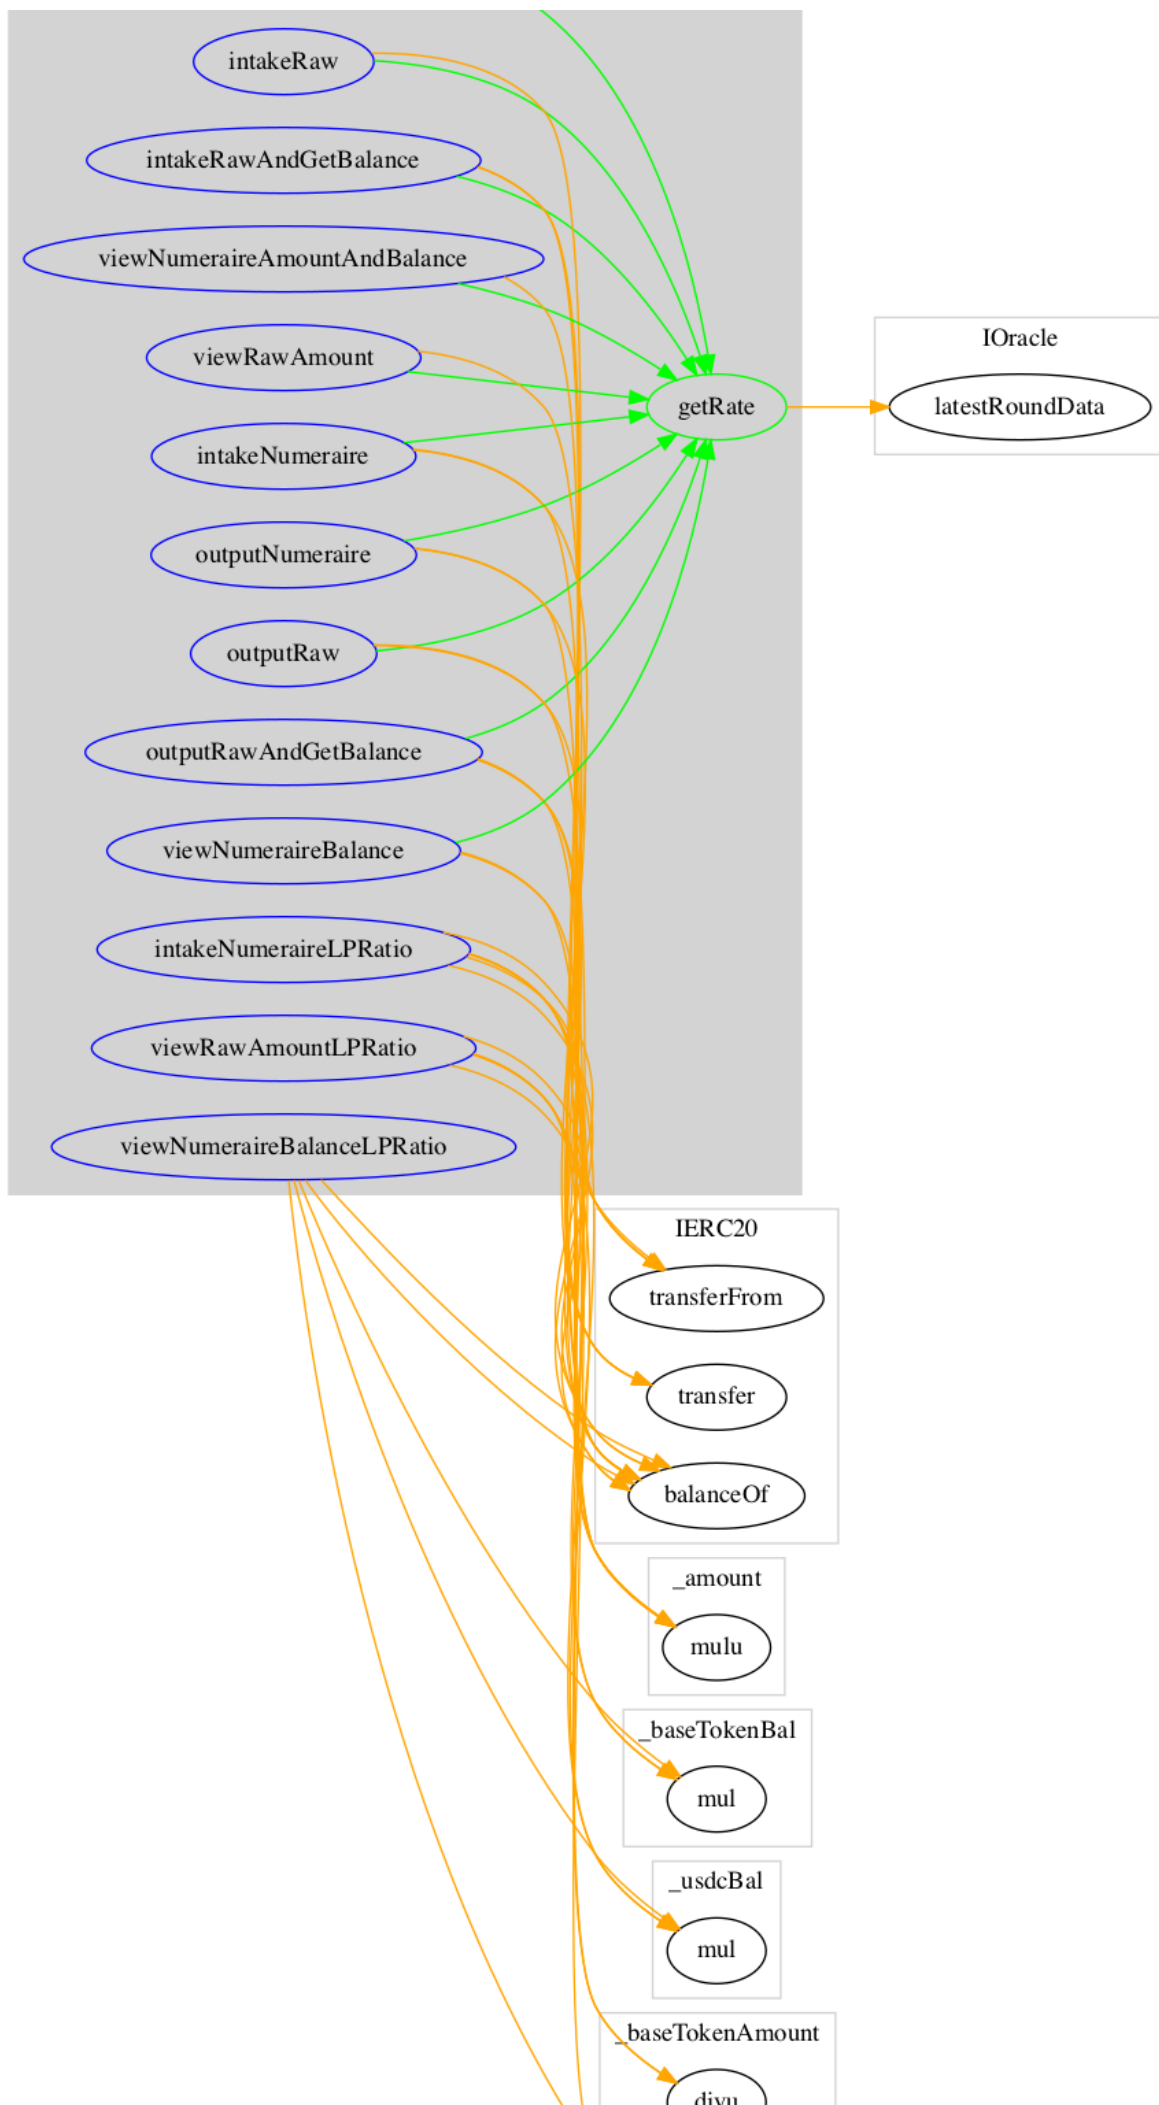 intakeRaw
intakeRawAndGetBalance
viewNumeraireAmountAndBalance
viewRawAmount
intakeNumeraire
outputNumeraire
outputRaw
outputRawAndGetBalance
viewNumeraireBalance
intakeNumeraireLPRatio
viewRawAmountLPRatio
viewNumeraireBalanceLPRatio
getRate
IOracle
latestRoundData
IERC20
transferFrom
transfer
balanceOf
_amount
mulu
_baseTokenBal
mul
_usdcBal
mul
_baseTokenAmount
divu